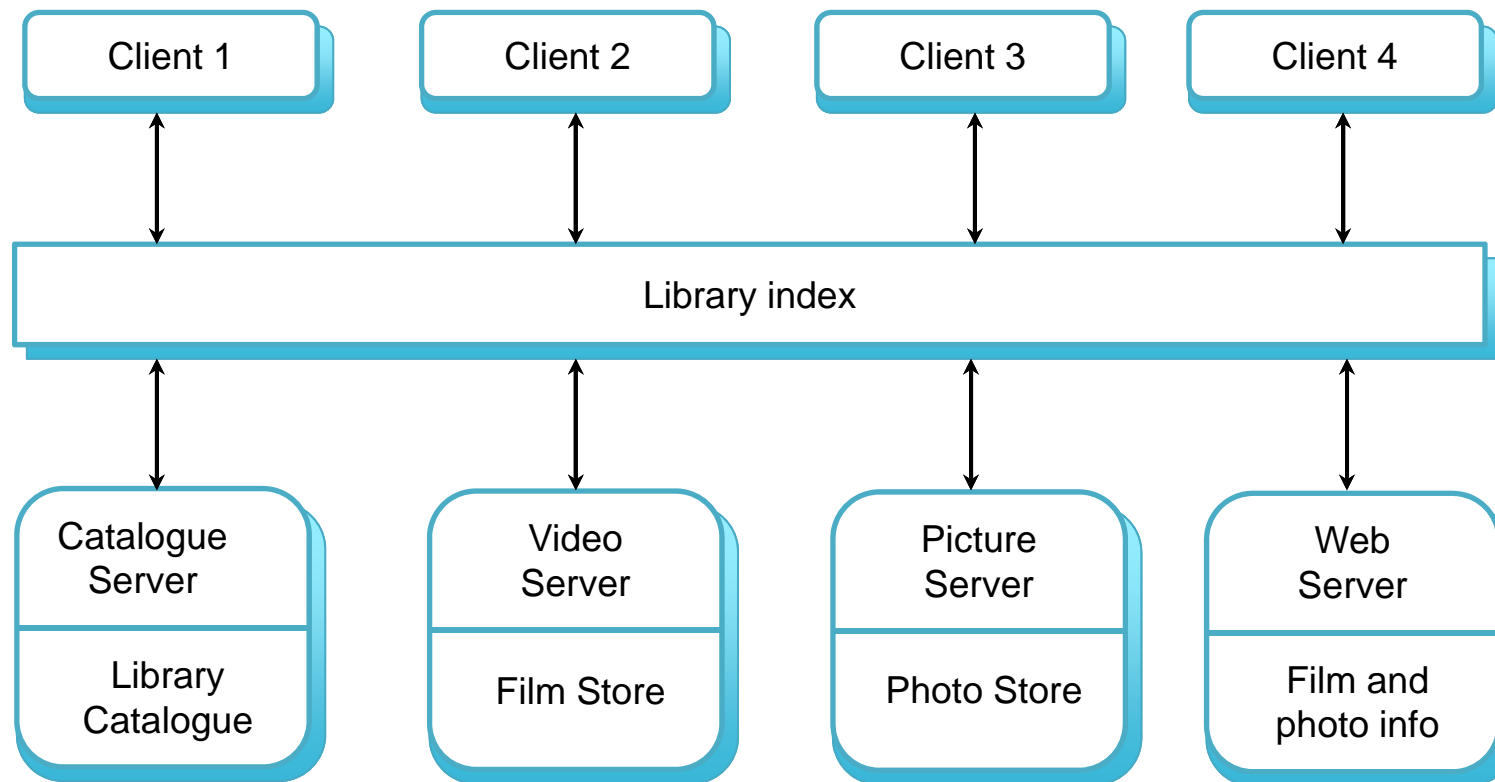 Client 1
Client 2
Client 3
Client 4
Library index
Catalogue
Server
Library
Catalogue
Video
Server
Film Store
Picture
Server
Photo Store
Web
Server
Film and
photo info